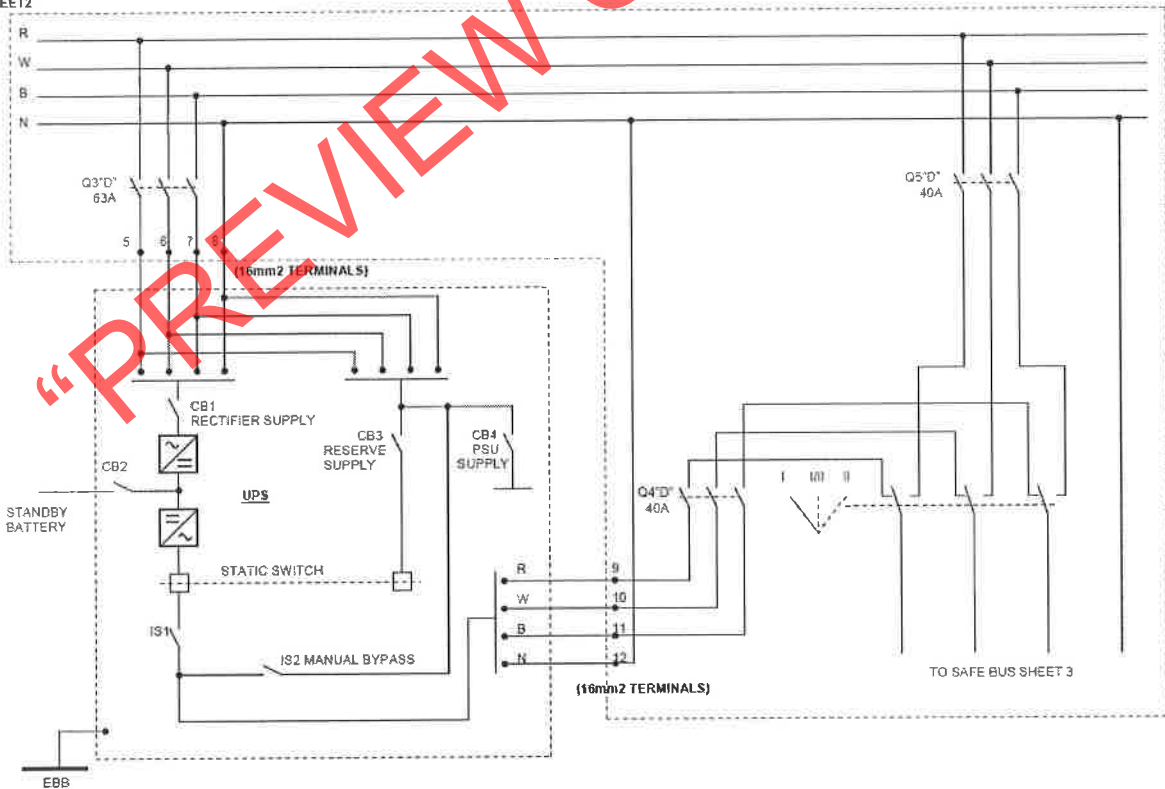 EET2
R
W
B
N
Q3"D"
63A
Q5"D"
40A
5 6 7 8
(16mm2 TERMINALS)
"PREVIEW
CB1
RECTIFIER SUPPLY
CB3
RESERVE
SUPPLY
CB4
PSU
SUPPLY
CB2
STANDBY
BATTERY
UPS
Q4"D"
40A
I I/II II
STATIC SWITCH
R 9
W 10
B 11
N 12
IS1
IS2 MANUAL BYPASS
(16mm2 TERMINALS)
TO SAFE BUS SHEET 3
EBB